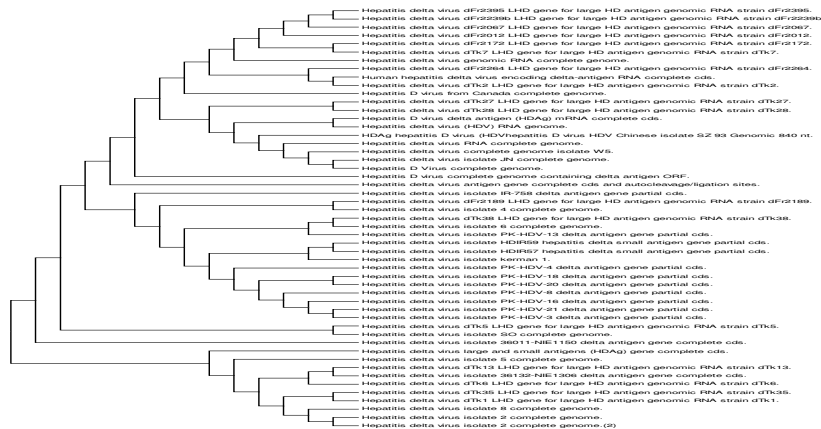 Hepatitis delta virus dFr2395 LHD gene for large HD antigen genomic RNA strain dFr2395.
Hepatitis delta virus dFr2239b LHD gene for large HD antigen genomic RNA strain dFr2239b
Hepatitis delta virus dFr2067 LHD gene for large HD antigen genomic RNA strain dFr2067.
Hepatitis delta virus dFr2012 LHD gene for large HD antigen genomic RNA strain dFr2012.
Hepatitis delta virus dFr2172 LHD gene for large HD antigen genomic RNA strain dFr2172.
Hepatitis delta virus dTk7 LHD gene for large HD antigen genomic RNA strain dTk7.
Hepatitis delta virus genomic RNA complete genome.
Hepatitis delta virus dFr2264 LHD gene for large HD antigen genomic RNA strain dFr2264.
Human hepatitis delta virus encoding delta-antigen RNA complete cds.
Hepatitis delta virus dTk2 LHD gene for large HD antigen genomic RNA strain dTk2.
Hepatitis D virus from Canada complete genome.
Hepatitis delta virus dTk27 LHD gene for large HD antigen genomic RNA strain dTk27.
Hepatitis delta virus dTk28 LHD gene for large HD antigen genomic RNA strain dTk28.
Hepatitis D virus delta antigen (HDAg) mRNA complete cds.
Hepatitis delta virus (HDV) RNA genome.
HDAg hepatitis D virus (HDVhepatitis D virus HDV Chinese isolate SZ 93 Genomic 840 nt.
Hepatitis delta virus RNA complete genome.
Hepatitis delta virus complete genome isolate W5.
Hepatitis delta virus isolate JN complete genome.
Hepatitis D Virus complete genome.
Hepatitis D virus complete genome containing delta antigen ORF.
Hepatitis delta virus antigen gene complete cds and autocleavage/ligation sites.
Hepatitis delta virus isolate IR-758 delta antigen gene partial cds.
Hepatitis delta virus dFr2189 LHD gene for large HD antigen genomic RNA strain dFr2189.
Hepatitis delta virus isolate 4 complete genome.
Hepatitis delta virus dTk38 LHD gene for large HD antigen genomic RNA strain dTk38.
Hepatitis delta virus isolate 6 complete genome.
Hepatitis delta virus isolate PK-HDV-13 delta antigen gene partial cds.
Hepatitis delta virus isolate HDIR59 hepatitis delta small antigen gene partial cds.
Hepatitis delta virus isolate HDIR57 hepatitis delta small antigen gene partial cds.
Hepatitis delta virus isolate kerman 1.
Hepatitis delta virus isolate PK-HDV-4 delta antigen gene partial cds.
Hepatitis delta virus isolate PK-HDV-18 delta antigen gene partial cds.
Hepatitis delta virus isolate PK-HDV-20 delta antigen gene partial cds.
Hepatitis delta virus isolate PK-HDV-8 delta antigen gene partial cds.
Hepatitis delta virus isolate PK-HDV-16 delta antigen gene partial cds.
Hepatitis delta virus isolate PK-HDV-21 delta antigen gene partial cds.
Hepatitis delta virus isolate PK-HDV-3 delta antigen gene partial cds.
Hepatitis delta virus dTk5 LHD gene for large HD antigen genomic RNA strain dTk5.
Hepatitis delta virus isolate SO complete genome.
Hepatitis delta virus isolate 36011-NIE1150 delta antigen gene complete cds.
Hepatitis delta virus large and small antigens (HDAg) gene complete cds.
Hepatitis delta virus isolate 5 complete genome.
Hepatitis delta virus dTk13 LHD gene for large HD antigen genomic RNA strain dTk13.
Hepatitis delta virus isolate 36132-NIE1306 delta antigen gene complete cds.
Hepatitis delta virus dTk6 LHD gene for large HD antigen genomic RNA strain dTk6.
Hepatitis delta virus dTk35 LHD gene for large HD antigen genomic RNA strain dTk35.
Hepatitis delta virus dTk1 LHD gene for large HD antigen genomic RNA strain dTk1.
Hepatitis delta virus isolate 8 complete genome.
Hepatitis delta virus isolate 2 complete genome.
Hepatitis delta virus isolate 2 complete genome.(2)